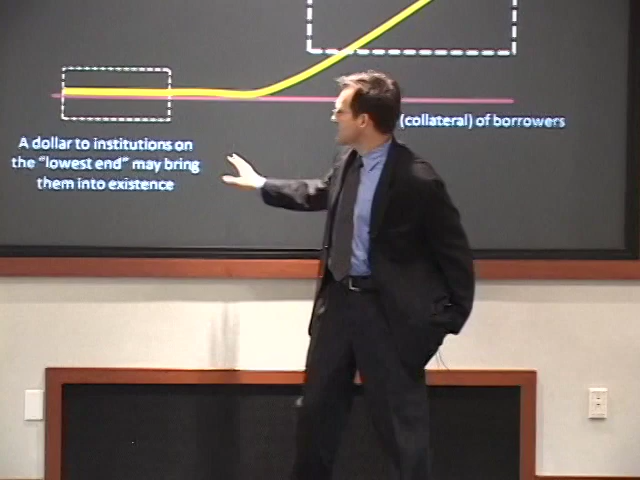 (collateral) of borrowers
A dollar to institutions on
the "lowest end" may bring
them into existence